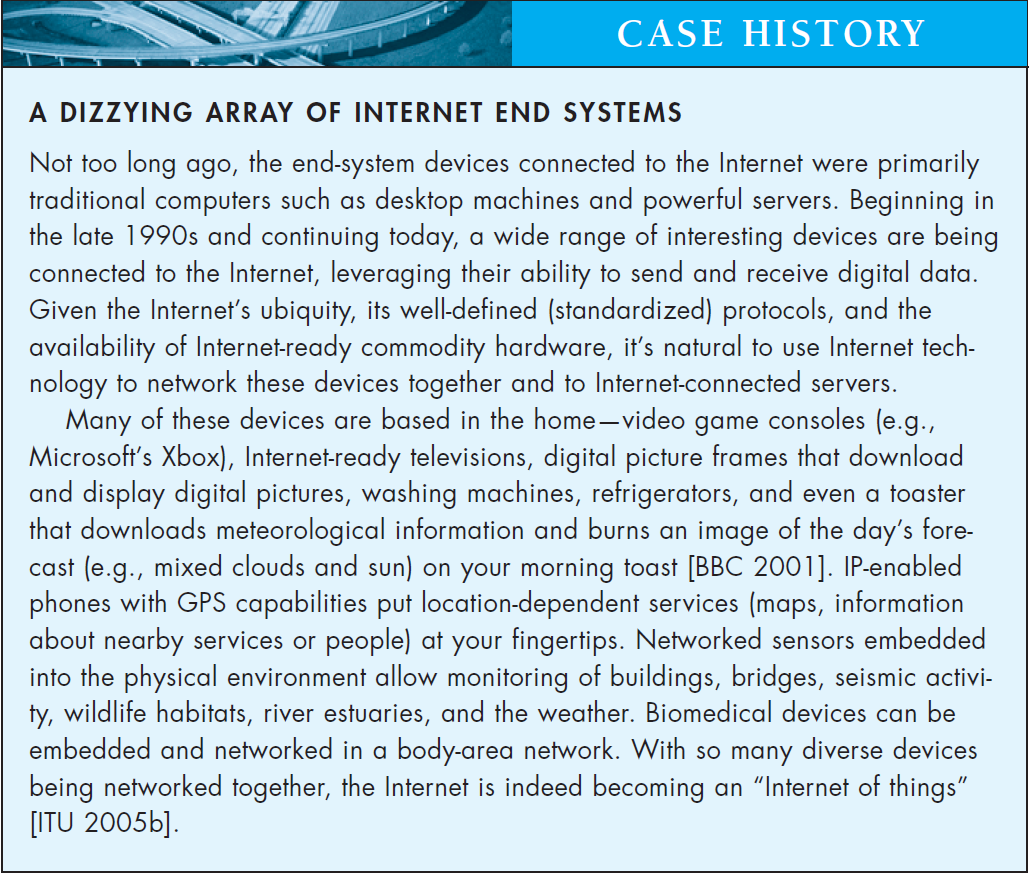 CASE HISTORY
A DIZZYING ARRAY OF INTERNET END SYSTEMS
Not too long ago, the end-system devices connected to the Internet were primarily
traditional computers such as desktop machines and powerful servers. Beginning in
the late 1990s and continuing today, a wide range of interesting devices are being
connected to the Internet, leveraging their ability to send and receive digital data.
Given the Internet’s ubiquity, its well-defined (standardized) protocols, and the
availability of Internet-ready commodity hardware, it’s natural to use Internet tech-
nology to network these devices together and to Internet-connected servers.
Many of these devices are based in the home—video game consoles (e.g.,
Microsoft’s Xbox), Internet-ready televisions, digital picture frames that download
and display digital pictures, washing machines, refrigerators, and even a toaster
that downloads meteorological information and burns an image of the day’s fore-
cast (e.g., mixed clouds and sun) on your morning toast [BBC 2001]. IP-enabled
phones with GPS capabilities put location-dependent services (maps, information
about nearby services or people) at your fingertips. Networked sensors embedded
into the physical environment allow monitoring of buildings, bridges, seismic activi-
ty, wildlife habitats, river estuaries, and the weather. Biomedical devices can be
embedded and networked in a body-area network. With so many diverse devices
being networked together, the Internet is indeed becoming an “Internet of things”
[ITU 2005b].